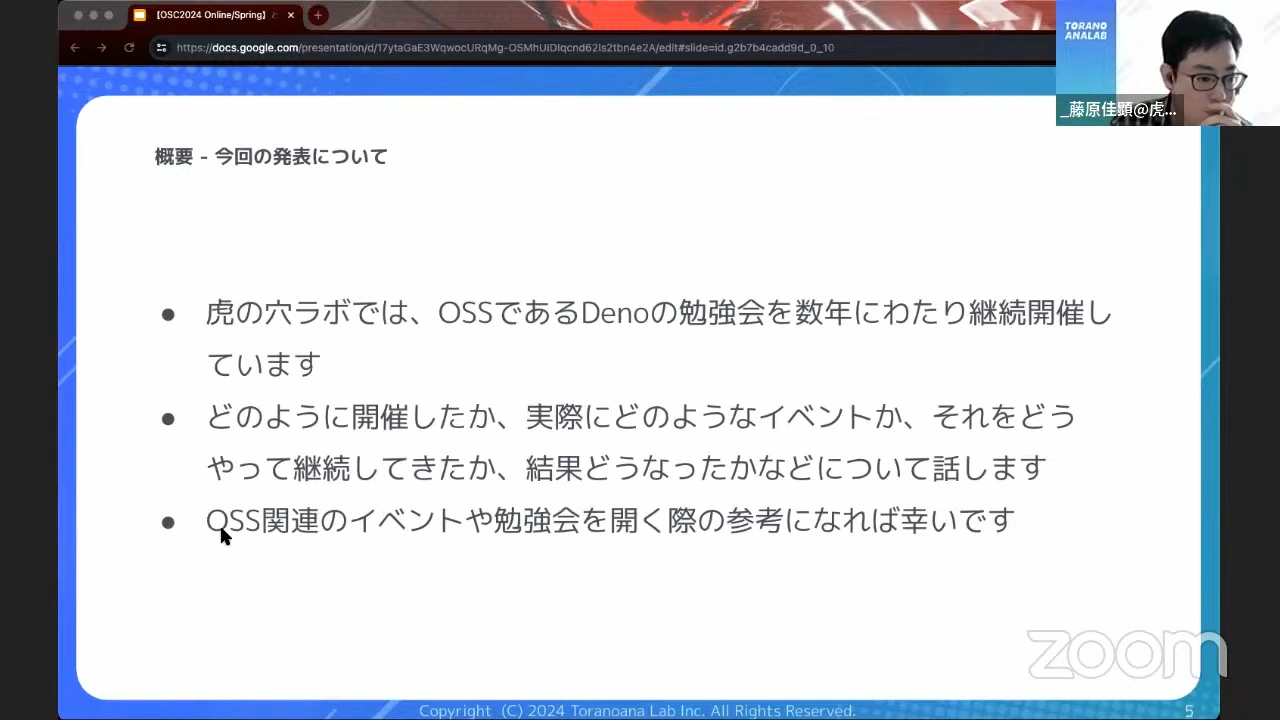 【OSC2024 Online/Spring】
https://docs.google.com/presentation/d/17ytaGaE3WqwocURqMg-OSMhUIDlqcnd62ls2tbn4e2A/edit#slide=id.g2b7b4cadd9d_0_10
TORANO
ANALAB
_藤原佳顕@虎...
概要 - 今回の発表について
● 虎の穴ラボでは、OSSであるDenoの勉強会を数年にわたり継続開催し
ています
● どのように開催したか、実際にどのようなイベントか、それをどう
やって継続してきたか、結果どうなったかなどについて話します
● OSS関連のイベントや勉強会を開く際の参考になれば幸いです
zoom
Copyright (C) 2024 Toranoana Lab Inc. All Rights Reserved.
5